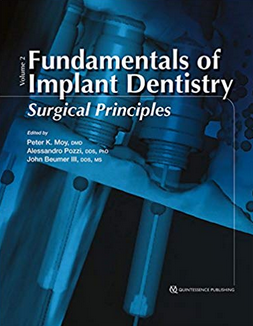 Volume 2
Fundamentals of
Implant Dentistry
Surgical Principles
Edited by
Peter K. Moy, DMD
Alessandro Pozzi, DDS, PhD
John Beumer III, DDS, MS
QUINTESSENCE PUBLISHING